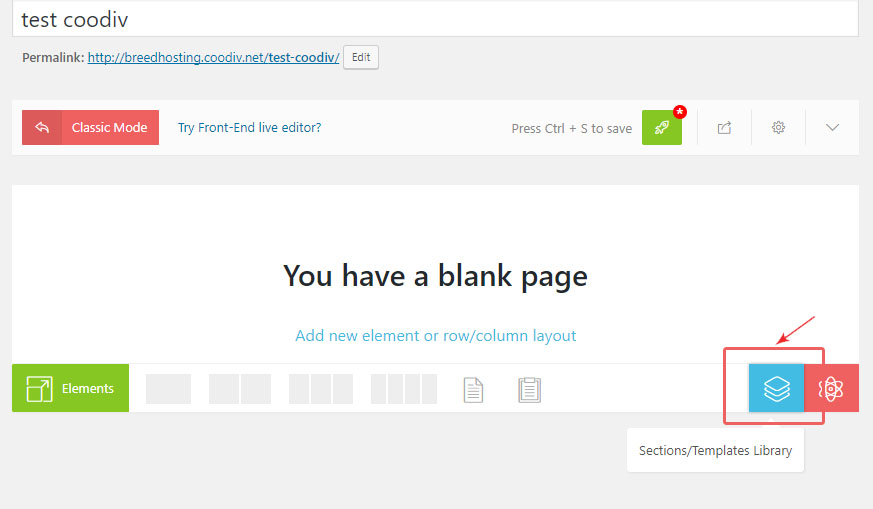 test coodiv
Permalink: http://breedhosting.coodiv.net/test-coodiv/ Edit
Classic Mode Try Front-End live editor? Press Ctrl + S to save *
You have a blank page
Add new element or row/column layout
Elements
Sections/Templates Library